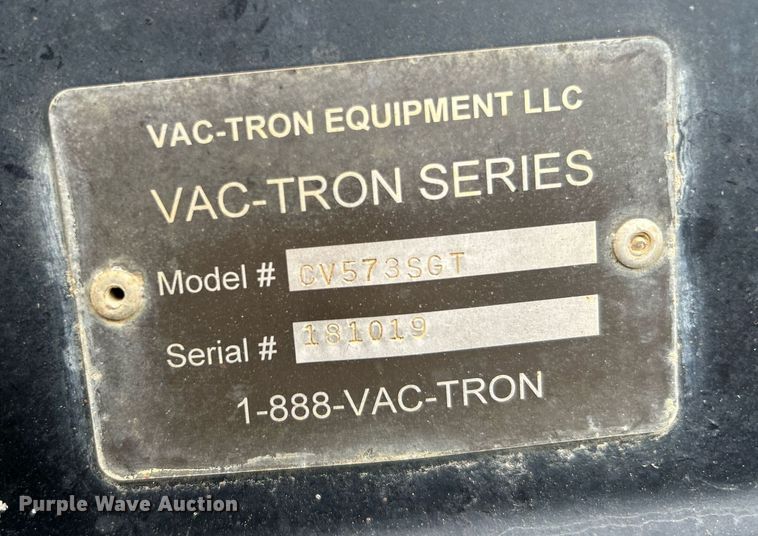 VAC-TRON EQUIPMENT LLC
VAC-TRON SERIES
Model # CV573SGT
Serial # 181019
1-888-VAC-TRON
Purple Wave Auction